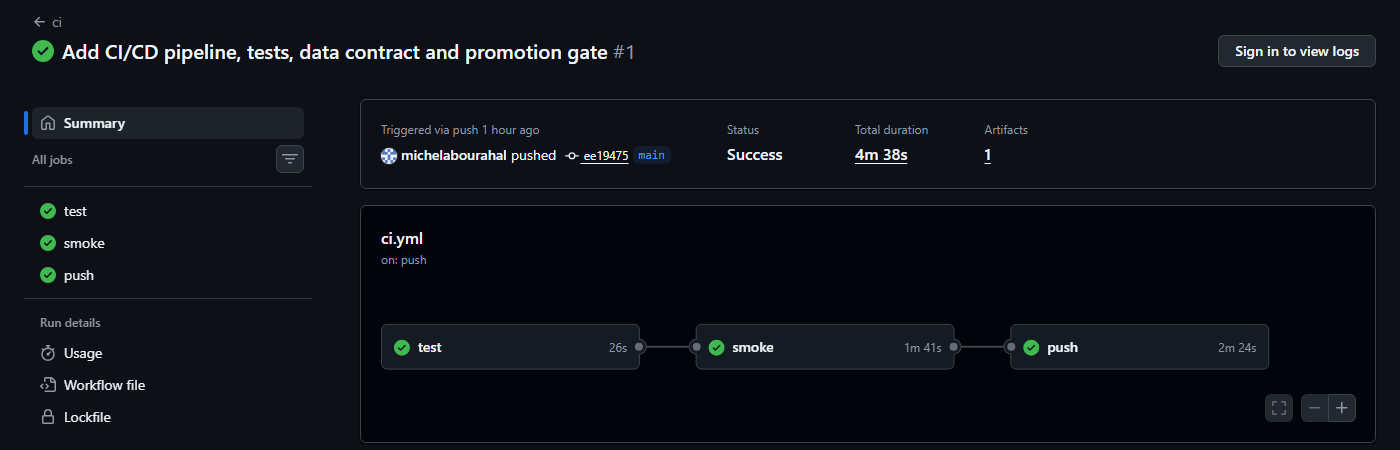 ci
Add CI/CD pipeline, tests, data contract and promotion gate #1
Sign in to view logs
Summary
All jobs
test
smoke
push
Run details
Usage
Workflow file
Lockfile
Triggered via push 1 hour ago
michelabourahal pushed ee19475 main
Status
Success
Total duration
4m 38s
Artifacts
1
ci.yml
on: push
test 26s
smoke 1m 41s
push 2m 24s